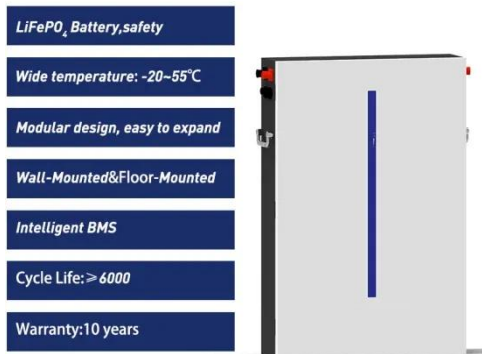 LiFePO₄ Battery,safety
Wide temperature: -20~55℃
Modular design, easy to expand
Wall-Mounted&Floor-Mounted
Intelligent BMS
Cycle Life:≥6000
Warranty:10 years